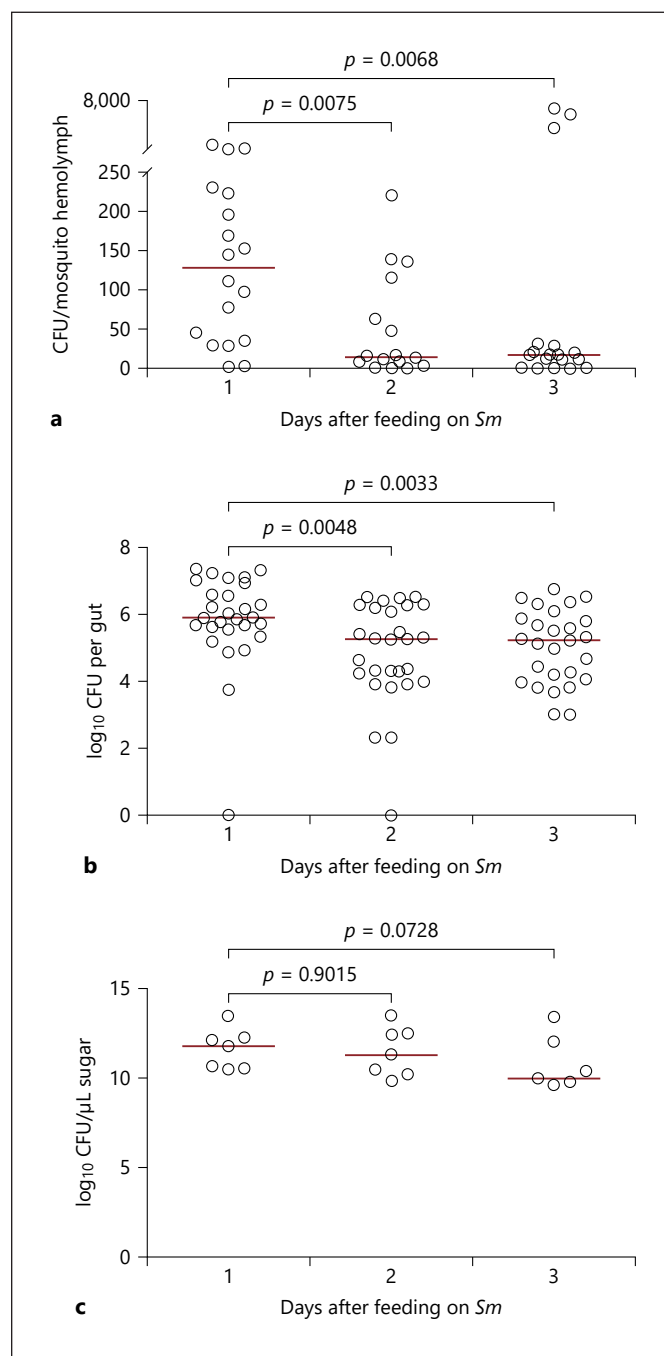 p = 0.0068
p = 0.0075
8,000
250
200
150
100
50
0
CFU/mosquito hemolymph
1 2 3
a Days after feeding on Sm
p = 0.0033
p = 0.0048
8
6
4
2
0
log₁₀ CFU per gut
1 2 3
b Days after feeding on Sm
p = 0.0728
p = 0.9015
15
10
5
0
log₁₀ CFU/µL sugar
1 2 3
c Days after feeding on Sm